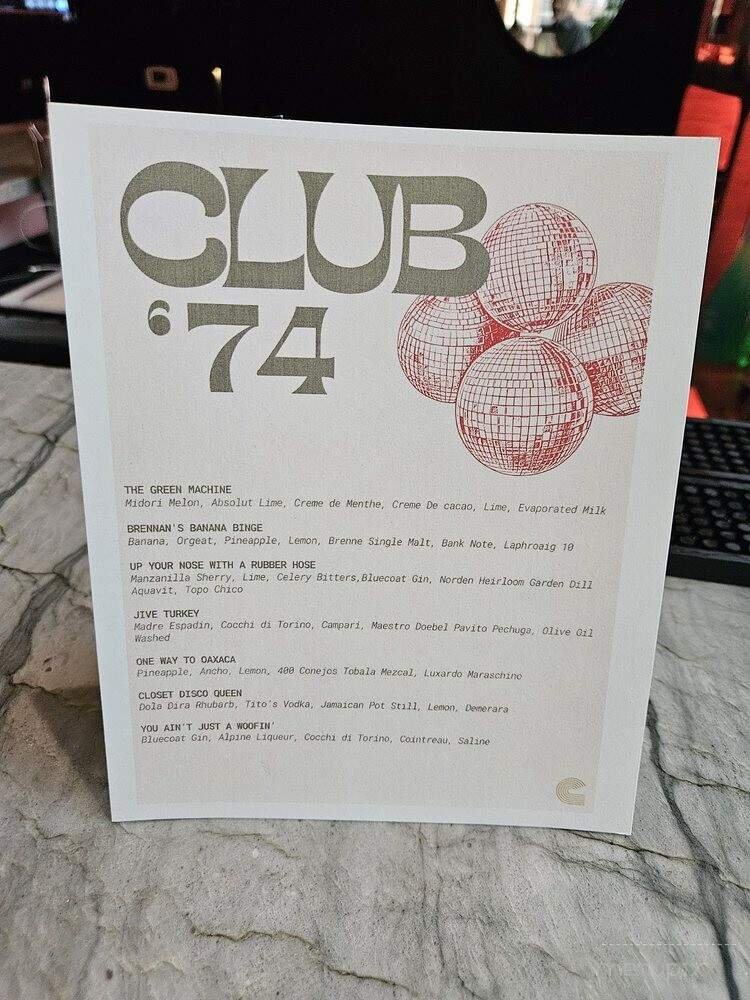 CLUB
‘74
THE GREEN MACHINE
Midori Melon, Absolut Lime, Creme de Menthe, Creme De cacao, Lime, Evaporated Milk
BRENNAN'S BANANA BINGE
Banana, Orgeat, Pineapple, Lemon, Brenne Single Malt, Bank Note, Laphroaig 10
UP YOUR NOSE WITH A RUBBER HOSE
Manzanilla Sherry, Lime, Celery Bitters,Bluecoat Gin, Norden Heirloom Garden Dill
Aquavit, Topo Chico
JIVE TURKEY
Madre Espadin, Cocchi di Torino, Campari, Maestro Doebel Pavito Pechuga, Olive Oil
Washed
ONE WAY TO OAXACA
Pineapple, Ancho, Lemon, 400 Conejos Tobala Mezcal, Luxardo Maraschino
CLOSET DISCO QUEEN
Dola Dira Rhubarb, Tito's Vodka, Jamaican Pot Still, Lemon, Demerara
YOU AIN'T JUST A WOOFIN'
Bluecoat Gin, Alpine Liqueur, Cocchi di Torino, Cointreau, Saline
menupix